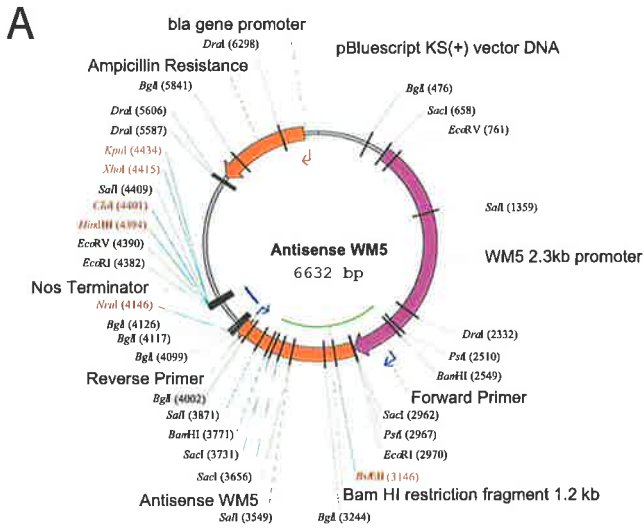 A
bla gene promoter
DraI (6298)
pBluescript KS(+) vector DNA
Ampicillin Resistance
BglI (5841)
BglI (476)
DraI (5606)
SacI (658)
DraI (5587)
EcoRV (761)
KpnI (4434)
XhoI (4415)
SalI (4409)
ClaI (4401)
SalI (1359)
HindIII (4394)
EcoRV (4390)
Antisense WM5
WM5 2.3kb promoter
EcoRI (4382)
6632 bp
Nos Terminator
NruI (4146)
BglI (4126)
DraI (2332)
BglI (4117)
PstI (2510)
BglI (4099)
BamHI (2549)
Reverse Primer
Forward Primer
BglI (4002)
SacI (2962)
SalI (3871)
PstI (2967)
BamHI (3771)
EcoRI (2970)
SacI (3731)
SacI (3656)
BstEII (3146)
Antisense WM5
Bam HI restriction fragment 1.2 kb
SalI (3549)
BglI (3244)